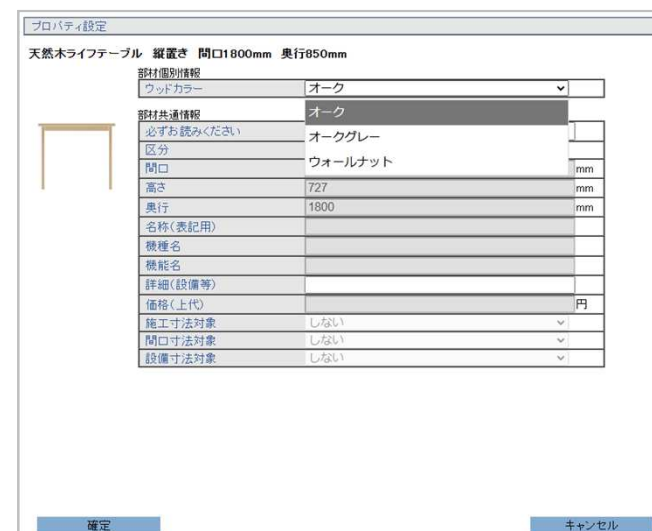 プロパティ設定
天然木ライフテーブル 縦置き 間口1800mm 奥行850mm
部材個別情報
ウッドカラー オーク
オーク
オークグレー
ウォールナット
部材共通情報
必ずお読みください
区分
間口 mm
高さ 727 mm
奥行 1800 mm
名称(表記用)
機種名
機能名
詳細(設備等)
価格(上代) 円
施工寸法対象 しない
間口寸法対象 しない
設備寸法対象 しない
確定 キャンセル